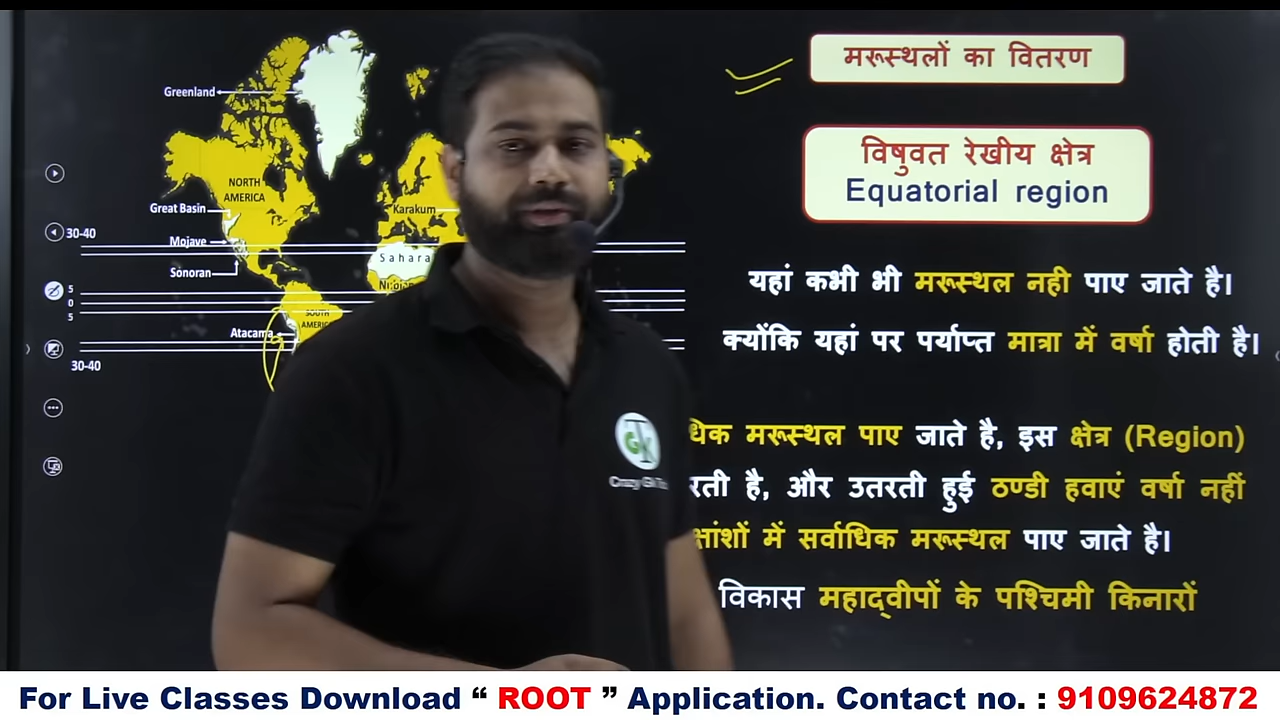 मरूस्थलों का वितरण
विषुवत रेखीय क्षेत्र
Equatorial region
यहां कभी भी मरूस्थल नही पाए जाते है।
क्योंकि यहां पर पर्याप्त मात्रा में वर्षा होती है।
मरूस्थल पाए जाते है, इस क्षेत्र (Region)
है, और उतरती हुई ठण्डी हवाएं वर्षा नहीं
में सर्वाधिक मरूस्थल पाए जाते है।
विकास महाद्वीपों के पश्चिमी किनारों
Greenland
NORTH
AMERICA
Great Basin
Karakum
30-40
Mojave
Sahara
Sonoran
5
0
5
SOUTH
Atacama
30-40
GK
For Live Classes Download “ ROOT ” Application. Contact no. : 9109624872